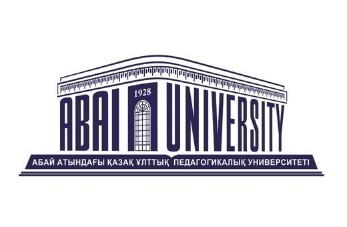 1928
ABAI UNIVERSITY
АБАЙ АТЫНДАҒЫ ҚАЗАҚ ҰЛТТЫҚ ПЕДАГОГИКАЛЫҚ УНИВЕРСИТЕТІ